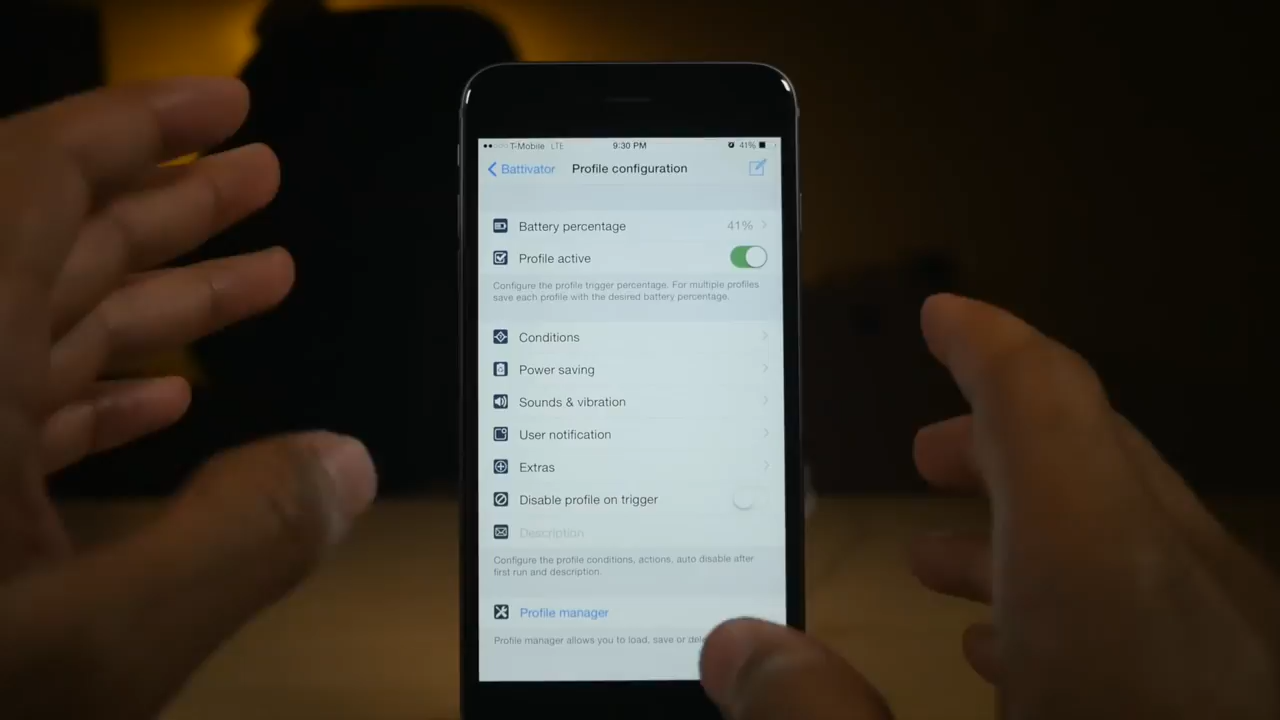 T-Mobile LTE 9:30 PM 41%
Battivator Profile configuration
Battery percentage 41%
Profile active
Configure the profile trigger percentage. For multiple profiles
save each profile with the desired battery percentage.
Conditions
Power saving
Sounds & vibration
User notification
Extras
Disable profile on trigger
Description
Configure the profile conditions, actions, auto disable after
first run and description.
Profile manager
Profile manager allows you to load, save or